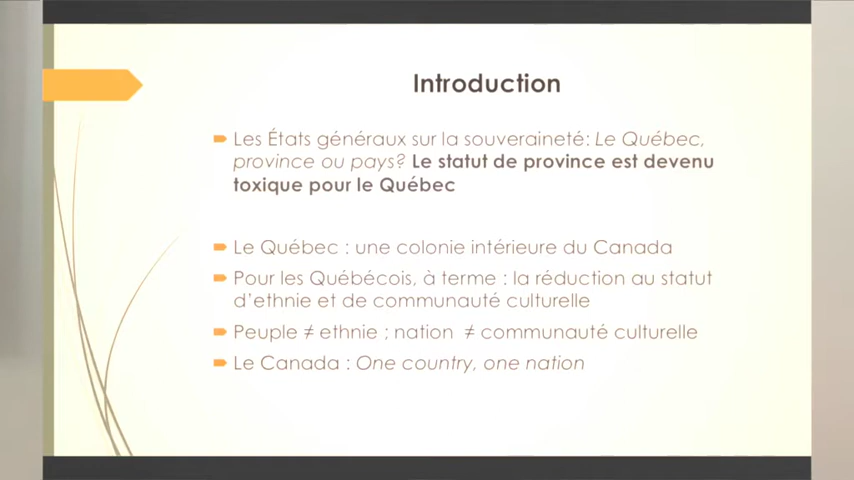 Introduction
Les États généraux sur la souveraineté: Le Québec,
province ou pays? Le statut de province est devenu
toxique pour le Québec
Le Québec : une colonie intérieure du Canada
Pour les Québécois, à terme : la réduction au statut
d'ethnie et de communauté culturelle
Peuple ≠ ethnie ; nation ≠ communauté culturelle
Le Canada : One country, one nation